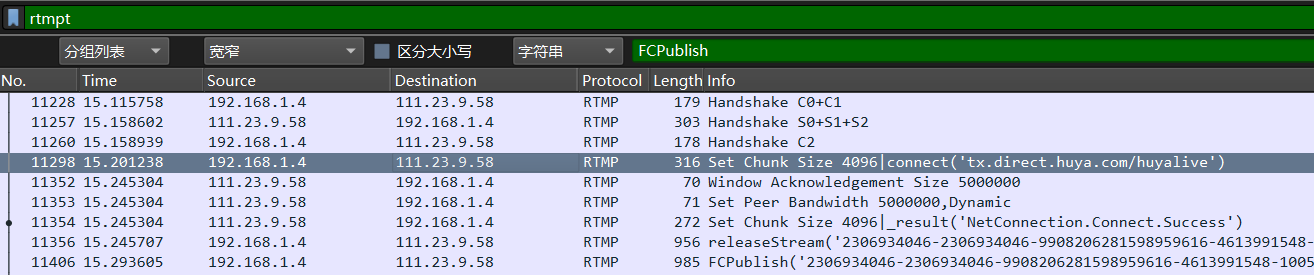 rtmpt
分组列表 宽窄 区分大小写 字符串 FCPublish
No. Time Source Destination Protocol Length Info
11228 15.115758 192.168.1.4 111.23.9.58 RTMP 179 Handshake C0+C1
11257 15.158602 111.23.9.58 192.168.1.4 RTMP 303 Handshake S0+S1+S2
11260 15.158939 192.168.1.4 111.23.9.58 RTMP 178 Handshake C2
11298 15.201238 192.168.1.4 111.23.9.58 RTMP 316 Set Chunk Size 4096|connect('tx.direct.huya.com/huyalive')
11352 15.245304 111.23.9.58 192.168.1.4 RTMP 70 Window Acknowledgement Size 5000000
11353 15.245304 111.23.9.58 192.168.1.4 RTMP 71 Set Peer Bandwidth 5000000,Dynamic
11354 15.245304 111.23.9.58 192.168.1.4 RTMP 272 Set Chunk Size 4096|_result('NetConnection.Connect.Success')
11356 15.245707 192.168.1.4 111.23.9.58 RTMP 956 releaseStream('2306934046-2306934046-9908206281598959616-4613991548-
11406 15.293605 192.168.1.4 111.23.9.58 RTMP 985 FCPublish('2306934046-2306934046-9908206281598959616-4613991548-1005